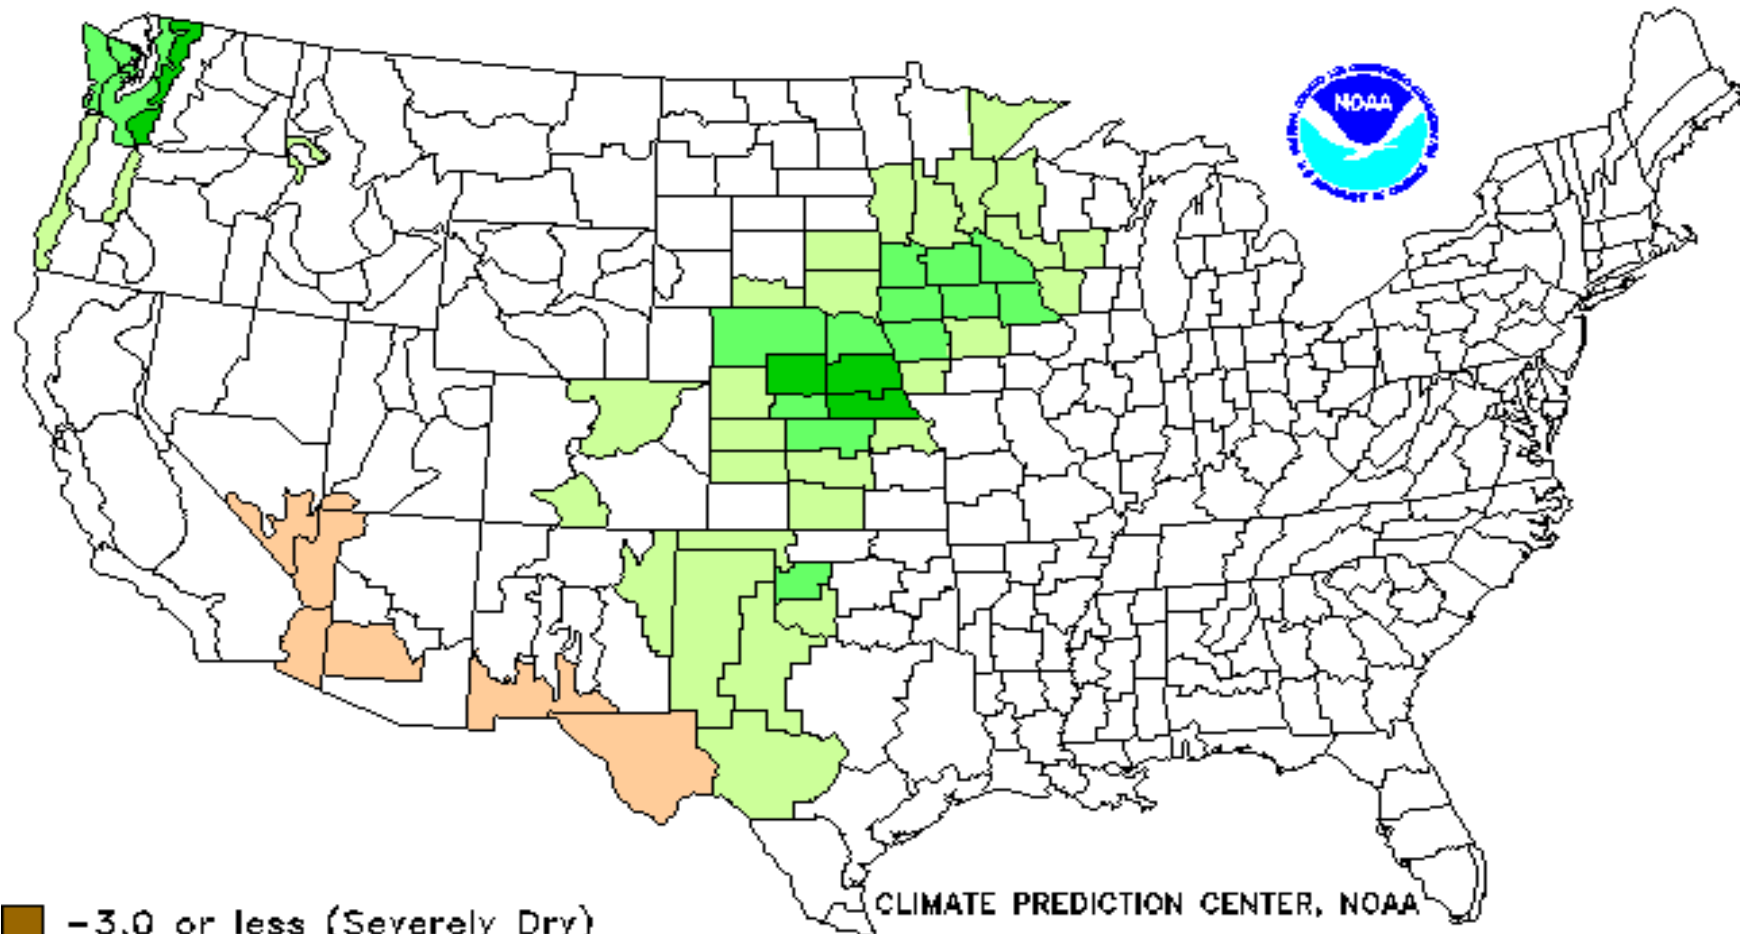 NOAA
CLIMATE PREDICTION CENTER, NOAA
-3.0 or less (Severely Dry)